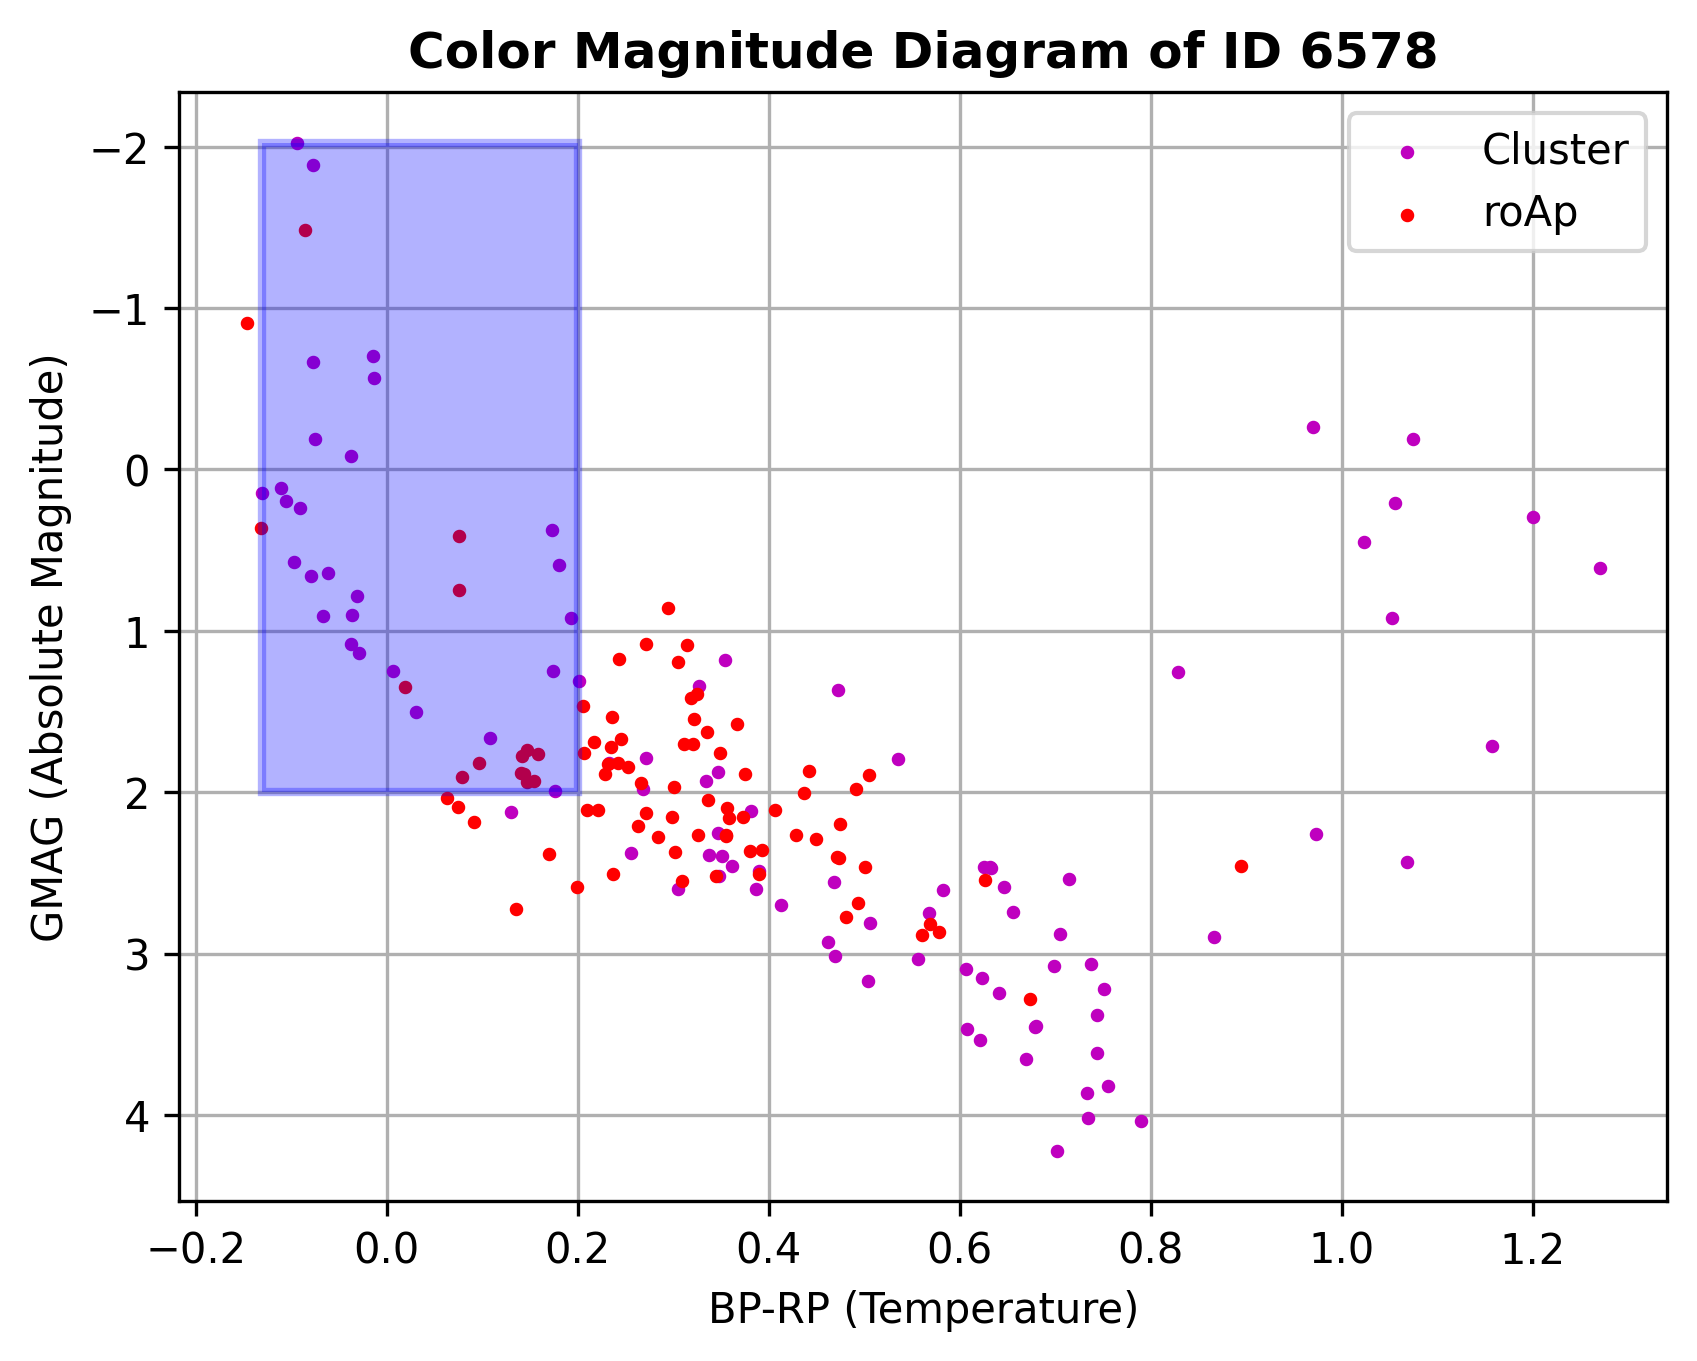 Color Magnitude Diagram of ID 6578
Cluster
roAp
−2
−1
0
1
2
3
4
GMAG (Absolute Magnitude)
−0.2 0.0 0.2 0.4 0.6 0.8 1.0 1.2
BP-RP (Temperature)